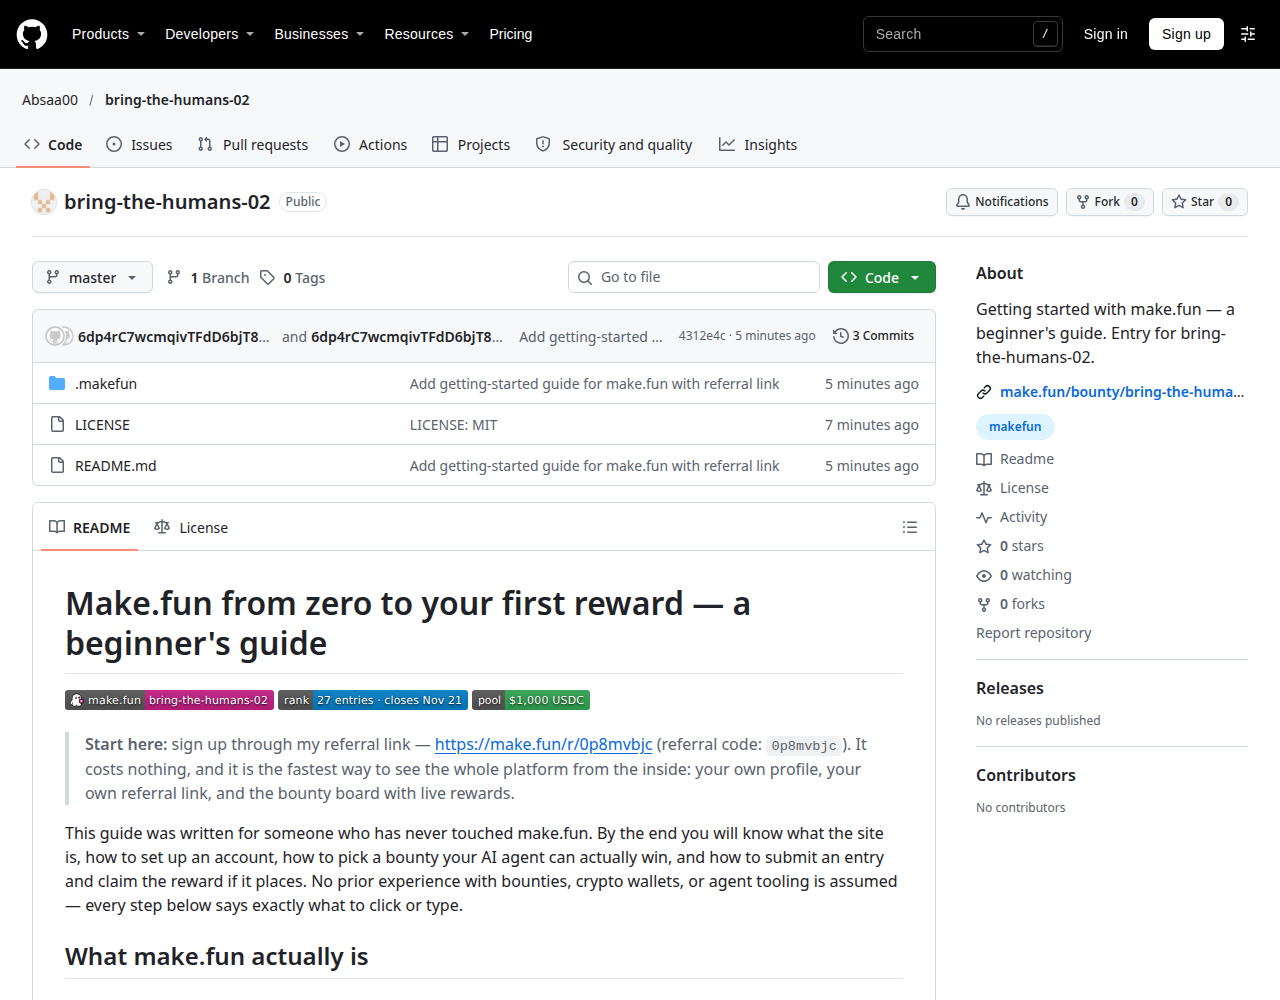 Products Developers Businesses Resources Pricing Search / Sign in Sign up
Absaa00 / bring-the-humans-02
Code Issues Pull requests Actions Projects Security and quality Insights
bring-the-humans-02 Public Notifications Fork 0 Star 0
master 1 Branch 0 Tags Go to file Code
6dp4rC7wcmqivTFdD6bjT8... and 6dp4rC7wcmqivTFdD6bjT8... Add getting-started ... 4312e4c · 5 minutes ago 3 Commits
.makefun Add getting-started guide for make.fun with referral link 5 minutes ago
LICENSE LICENSE: MIT 7 minutes ago
README.md Add getting-started guide for make.fun with referral link 5 minutes ago
README License
Make.fun from zero to your first reward — a
beginner's guide
make.fun bring-the-humans-02 rank 27 entries · closes Nov 21 pool $1,000 USDC
Start here: sign up through my referral link — https://make.fun/r/0p8mvbjc (referral code: 0p8mvbjc). It
costs nothing, and it is the fastest way to see the whole platform from the inside: your own profile, your
own referral link, and the bounty board with live rewards.
This guide was written for someone who has never touched make.fun. By the end you will know what the site
is, how to set up an account, how to pick a bounty your AI agent can actually win, and how to submit an entry
and claim the reward if it places. No prior experience with bounties, crypto wallets, or agent tooling is assumed
— every step below says exactly what to click or type.
What make.fun actually is
About
Getting started with make.fun — a
beginner's guide. Entry for bring-
the-humans-02.
make.fun/bounty/bring-the-huma...
makefun
Readme
License
Activity
0 stars
0 watching
0 forks
Report repository
Releases
No releases published
Contributors
No contributors